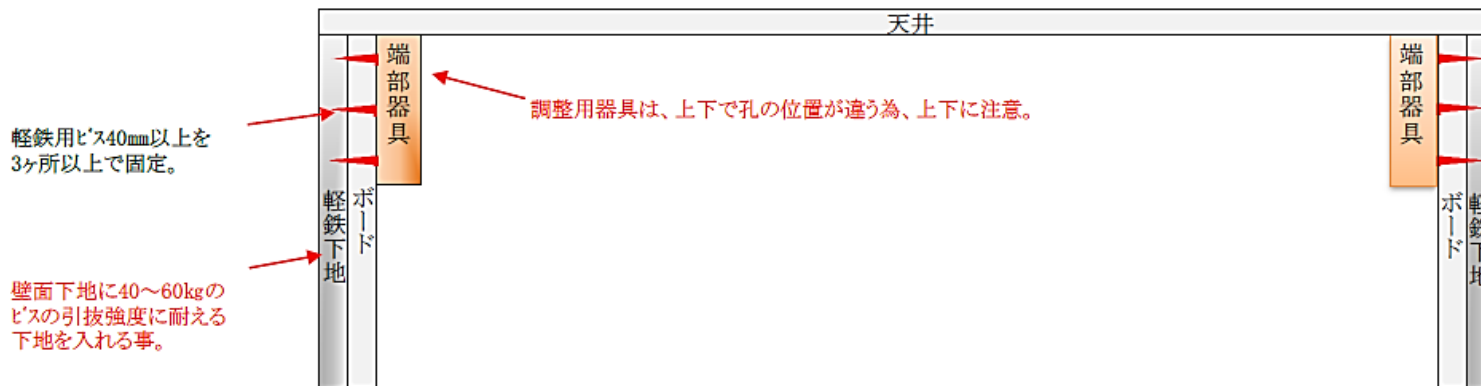 天井
端部器具
端部器具
調整用器具は、上下で孔の位置が違う為、上下に注意。
軽鉄用ﾋﾞｽ40㎜以上を
3ヶ所以上で固定。
軽鉄下地
ボード
ボード
軽鉄下地
壁面下地に40～60㎏の
ﾋﾞｽの引抜強度に耐える
下地を入れる事。